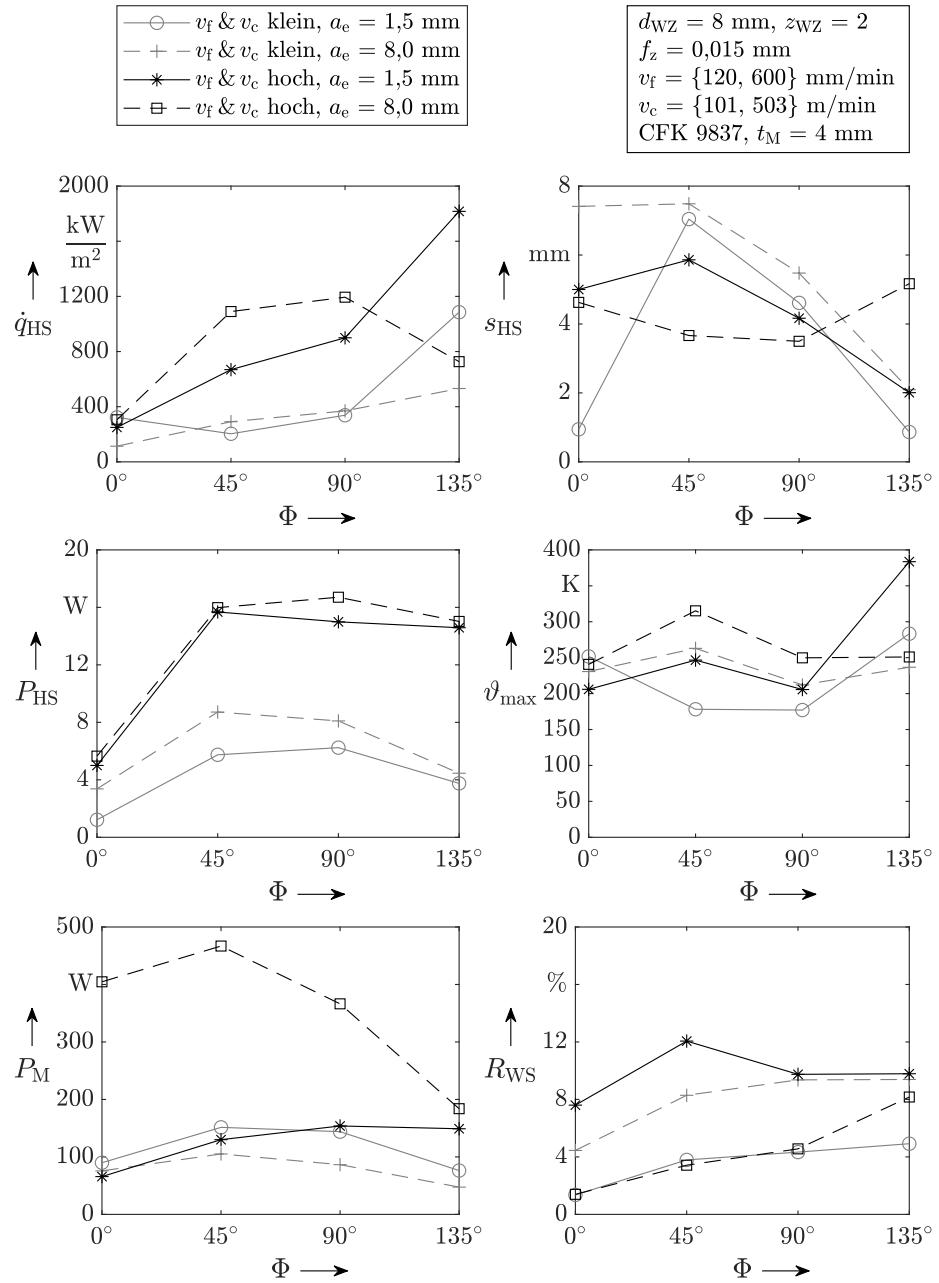 v_f & v_c klein, a_e = 1,5 mm
v_f & v_c klein, a_e = 8,0 mm
v_f & v_c hoch, a_e = 1,5 mm
v_f & v_c hoch, a_e = 8,0 mm
d_WZ = 8 mm, z_WZ = 2
f_z = 0,015 mm
v_f = {120, 600} mm/min
v_c = {101, 503} m/min
CFK 9837, t_M = 4 mm
2000
kW
m²
1200
q̇_HS
800
400
0
0° 45° 90° 135°
Φ
8
mm
s_HS
4
2
0
0° 45° 90° 135°
Φ
20
W
12
P_HS
8
4
0
0° 45° 90° 135°
Φ
400
K
300
250
ϑ_max
200
150
100
50
0
0° 45° 90° 135°
Φ
500
W
300
P_M
200
100
0
0° 45° 90° 135°
Φ
20
%
12
R_WS
8
4
0
0° 45° 90° 135°
Φ